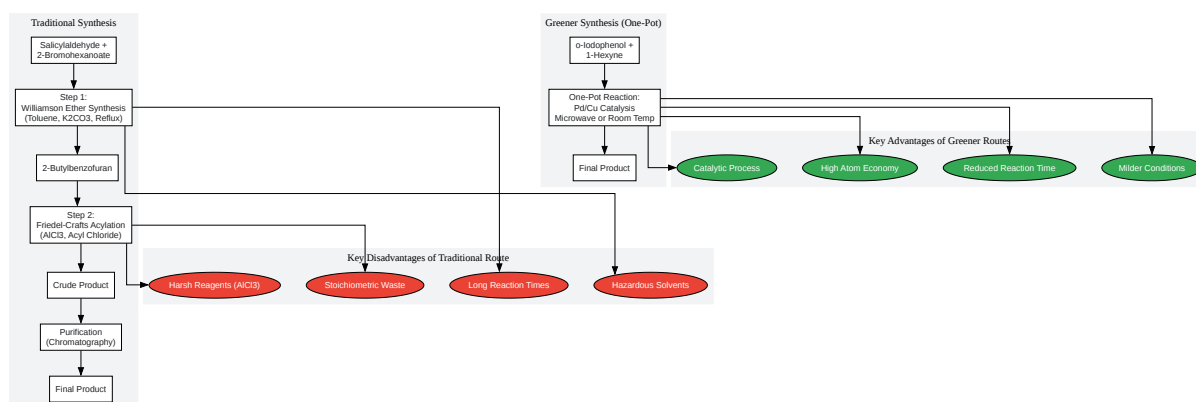 Traditional Synthesis
Salicylaldehyde +
2-Bromohexanoate
Step 1:
Williamson Ether Synthesis
(Toluene, K2CO3, Reflux)
2-Butylbenzofuran
Step 2:
Friedel-Crafts Acylation
(AlCl3, Acyl Chloride)
Crude Product
Purification
(Chromatography)
Final Product
Key Disadvantages of Traditional Route
Harsh Reagents (AlCl3)
Stoichiometric Waste
Long Reaction Times
Hazardous Solvents
Greener Synthesis (One-Pot)
o-Iodophenol +
1-Hexyne
One-Pot Reaction:
Pd/Cu Catalysis
Microwave or Room Temp
Final Product
Key Advantages of Greener Routes
Catalytic Process
High Atom Economy
Reduced Reaction Time
Milder Conditions